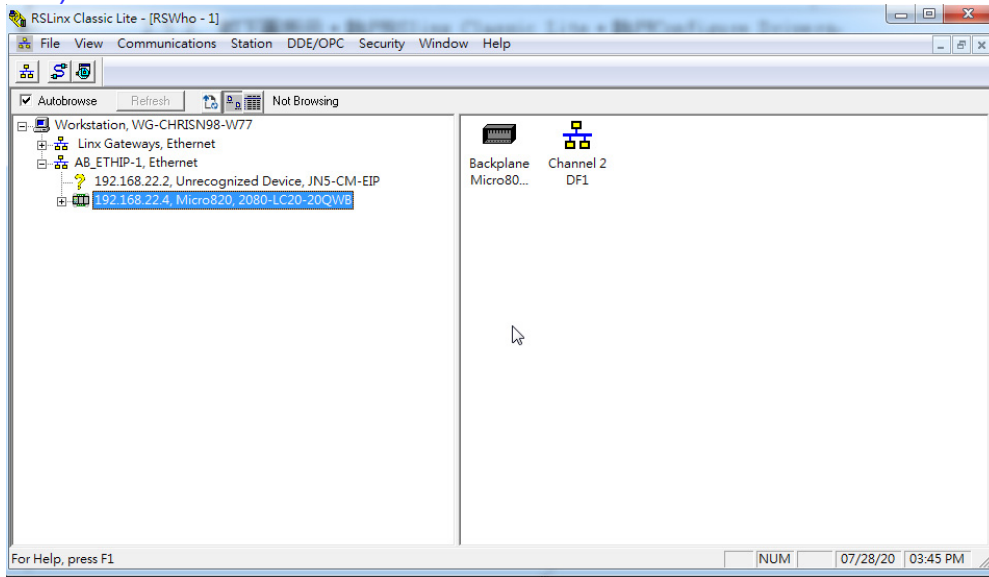 RSLinx Classic Lite - [RSWho - 1]
File View Communications Station DDE/OPC Security Window Help
Autobrowse Refresh Not Browsing
Workstation, WG-CHRISN98-W77
Linx Gateways, Ethernet
AB_ETHIP-1, Ethernet
192.168.22.2, Unrecognized Device, JN5-CM-EIP
192.168.22.4, Micro820, 2080-LC20-20QWB
Backplane
Micro80...
Channel 2
DF1
For Help, press F1
NUM 07/28/20 03:45 PM